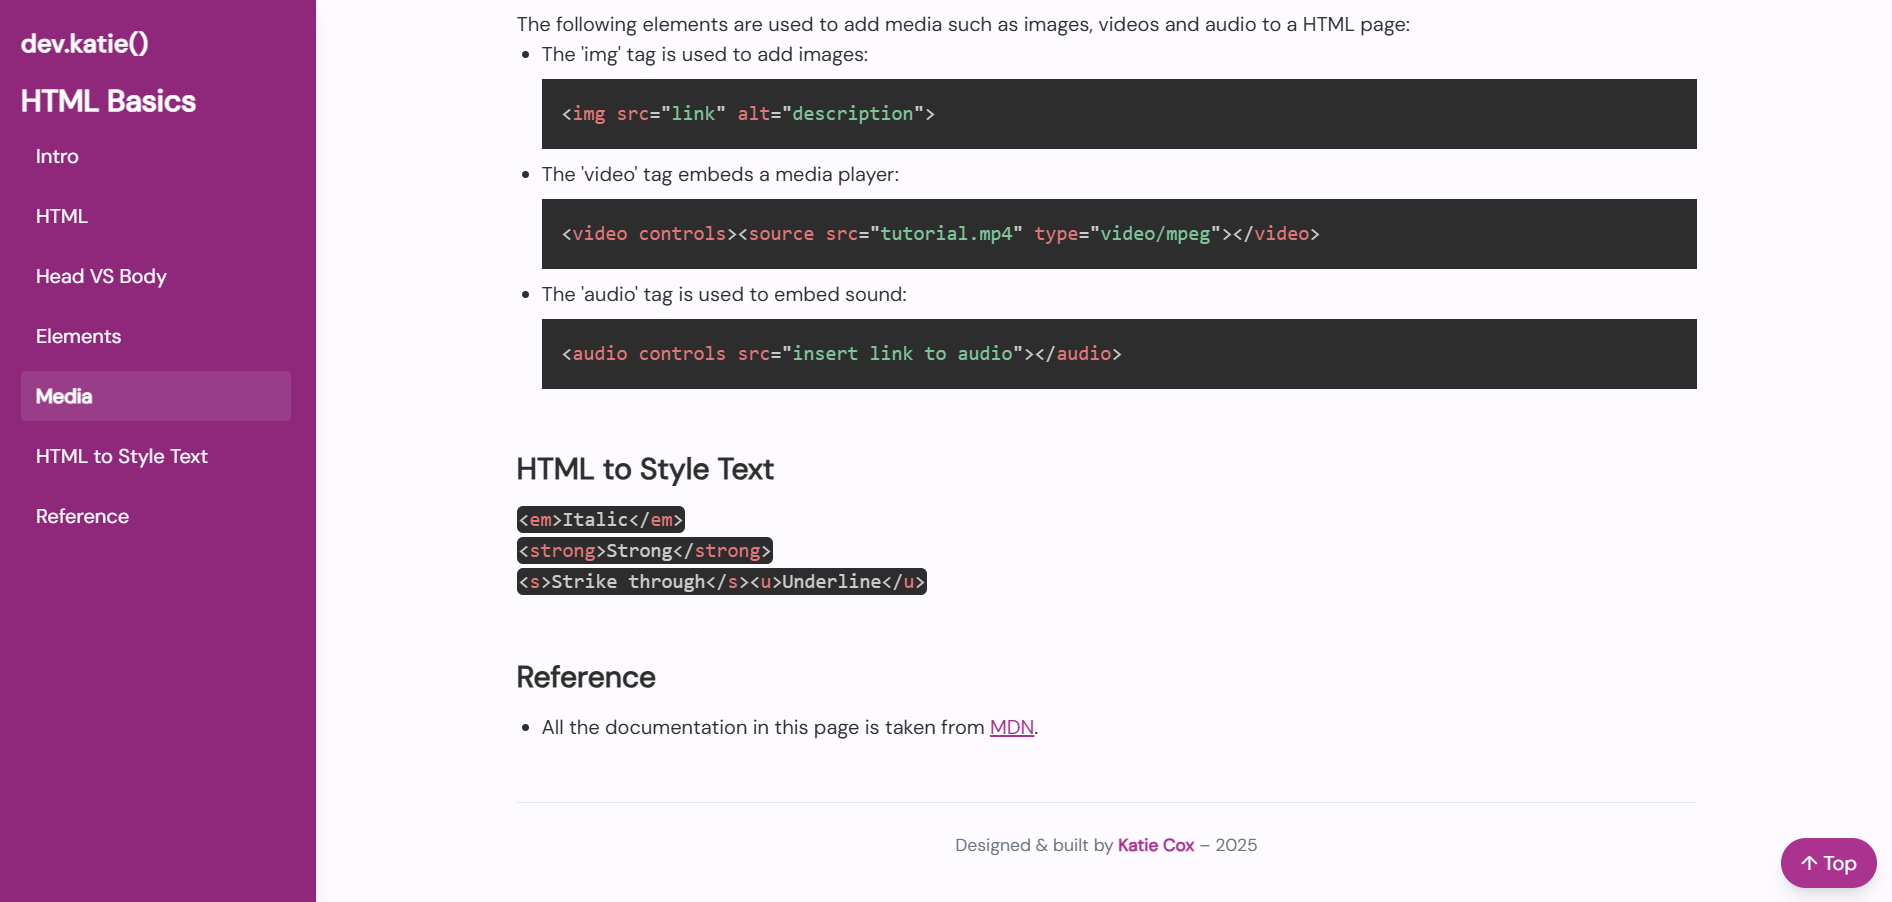 dev.katie()
HTML Basics
Intro
HTML
Head VS Body
Elements
Media
HTML to Style Text
Reference
The following elements are used to add media such as images, videos and audio to a HTML page:
• The 'img' tag is used to add images:
<img src="link" alt="description">
• The 'video' tag embeds a media player:
<video controls><source src="tutorial.mp4" type="video/mpeg"></video>
• The 'audio' tag is used to embed sound:
<audio controls src="insert link to audio"></audio>
HTML to Style Text
<em>Italic</em>
<strong>Strong</strong>
<s>Strike through</s><u>Underline</u>
Reference
• All the documentation in this page is taken from MDN.
Designed & built by Katie Cox – 2025
↑ Top